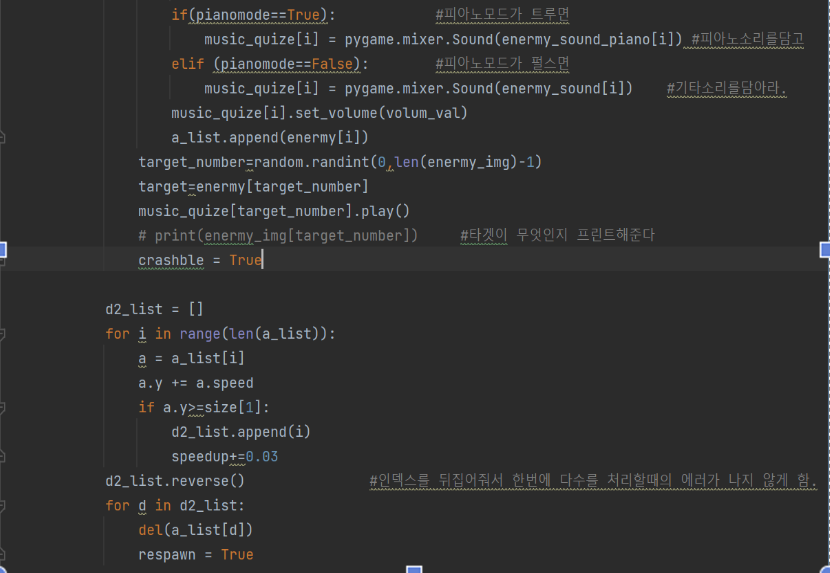 if(pianomode==True): #피아노모드가 트루면
music_quize[i] = pygame.mixer.Sound(enermy_sound_piano[i]) #피아노소리를담고
elif (pianomode==False): #피아노모드가 펄스면
music_quize[i] = pygame.mixer.Sound(enermy_sound[i]) #기타소리를담아라.
music_quize[i].set_volume(volum_val)
a_list.append(enermy[i])
target_number=random.randint(0,len(enermy_img)-1)
target=enermy[target_number]
music_quize[target_number].play()
# print(enermy_img[target_number]) #타겟이 무엇인지 프린트해준다
crashble = True
d2_list = []
for i in range(len(a_list)):
a = a_list[i]
a.y += a.speed
if a.y>=size[1]:
d2_list.append(i)
speedup+=0.03
d2_list.reverse() #인덱스를 뒤집어줘서 한번에 다수를 처리할때의 에러가 나지 않게 함.
for d in d2_list:
del(a_list[d])
respawn = True